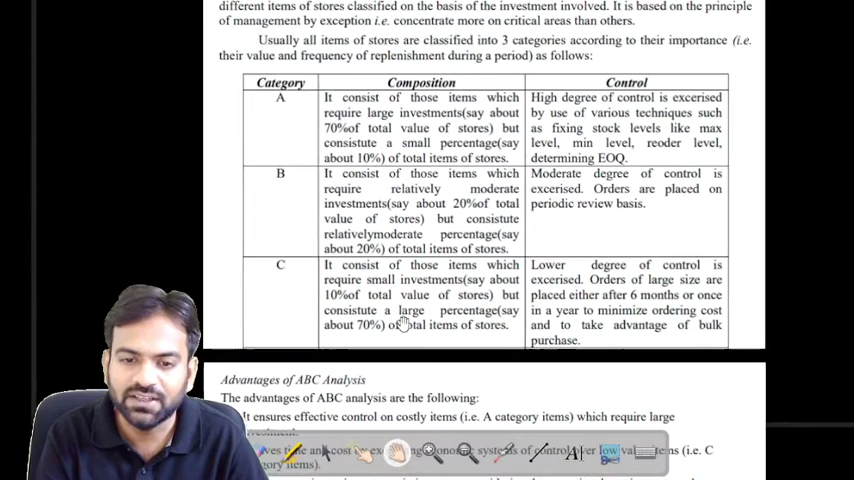 different items of stores classified on the basis of the investment involved. It is based on the principle
of management by exception i.e. concentrate more on critical areas than others.
Usually all items of stores are classified into 3 categories according to their importance (i.e.
their value and frequency of replenishment during a period) as follows:
Category Composition Control
A
It consist of those items which
require large investments(say about
70%of total value of stores) but
consistute a small percentage(say
about 10%) of total items of stores.
High degree of control is excerised
by use of various techniques such
as fixing stock levels like max
level, min level, reoder level,
determining EOQ.
B
It consist of those items which
require relatively moderate
investments(say about 20%of total
value of stores) but consistute
relativelymoderate percentage(say
about 20%) of total items of stores.
Moderate degree of control is
excerised. Orders are placed on
periodic review basis.
C
It consist of those items which
require small investments(say about
10%of total value of stores) but
consistute a large percentage(say
about 70%) of total items of stores.
Lower degree of control is
excerised. Orders of large size are
placed either after 6 months or once
in a year to minimize ordering cost
and to take advantage of bulk
purchase.
Advantages of ABC Analysis
The advantages of ABC analysis are the following:
It ensures effective control on costly items (i.e. A category items) which require large
time and cost by of control over low (i.e. C
items).
A